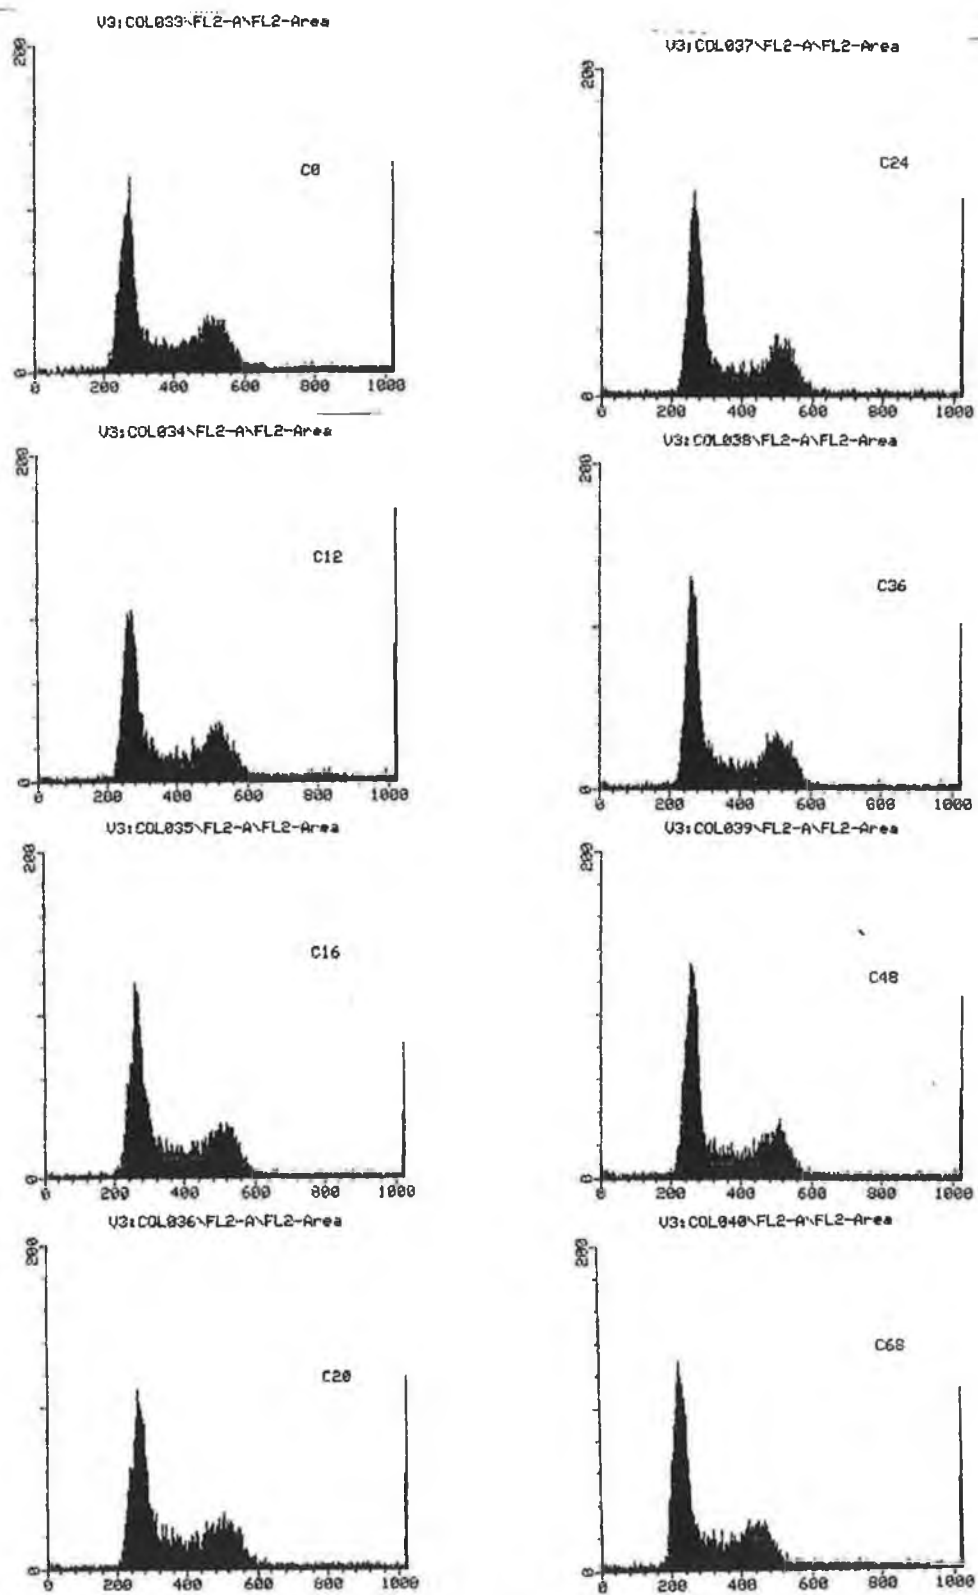 V3:COL033\FL2-A\FL2-Area
200
C0
0
0 200 400 600 800 1000
V3:COL034\FL2-A\FL2-Area
200
C12
0
0 200 400 600 800 1000
V3:COL035\FL2-A\FL2-Area
200
C16
0
0 200 400 600 800 1000
V3:COL036\FL2-A\FL2-Area
200
C20
0
0 200 400 600 800 1000
V3:COL037\FL2-A\FL2-Area
200
C24
0
0 200 400 600 800 1000
V3:COL038\FL2-A\FL2-Area
200
C36
0
0 200 400 600 800 1000
V3:COL039\FL2-A\FL2-Area
200
C48
0
0 200 400 600 800 1000
V3:COL040\FL2-A\FL2-Area
200
C68
0
0 200 400 600 800 1000